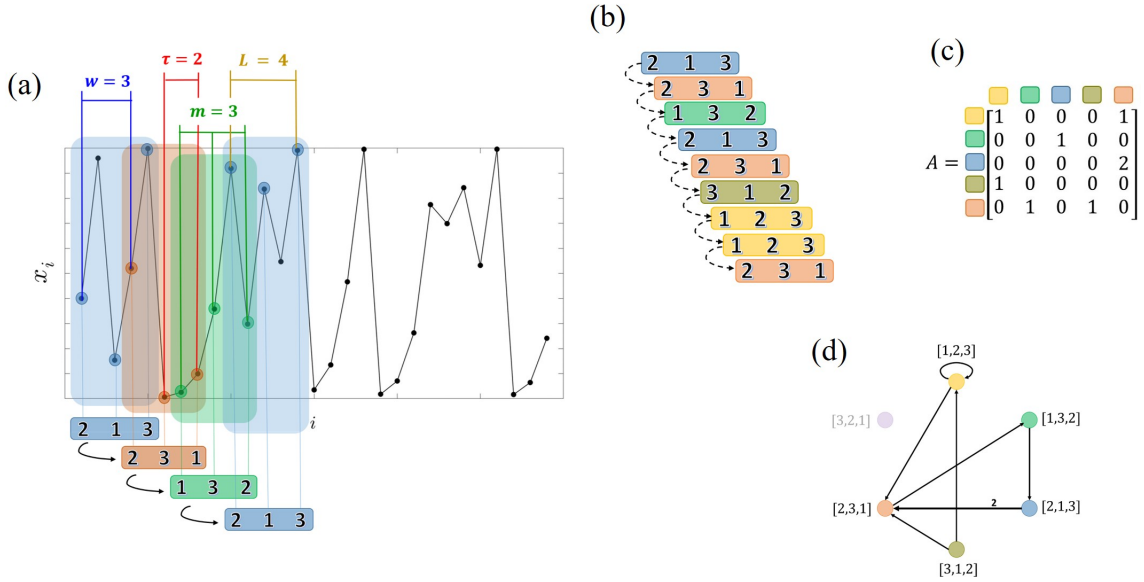 (a)
w = 3
τ = 2
L = 4
m = 3
x_i
i
2 1 3
2 3 1
1 3 2
2 1 3
(b)
2 1 3
2 3 1
1 3 2
2 1 3
2 3 1
3 1 2
1 2 3
1 2 3
2 3 1
(c)
A =
1 0 0 0 1
0 0 1 0 0
0 0 0 0 2
1 0 0 0 0
0 1 0 1 0
(d)
[1,2,3]
[3,2,1]
[1,3,2]
[2,3,1]
2
[2,1,3]
[3,1,2]